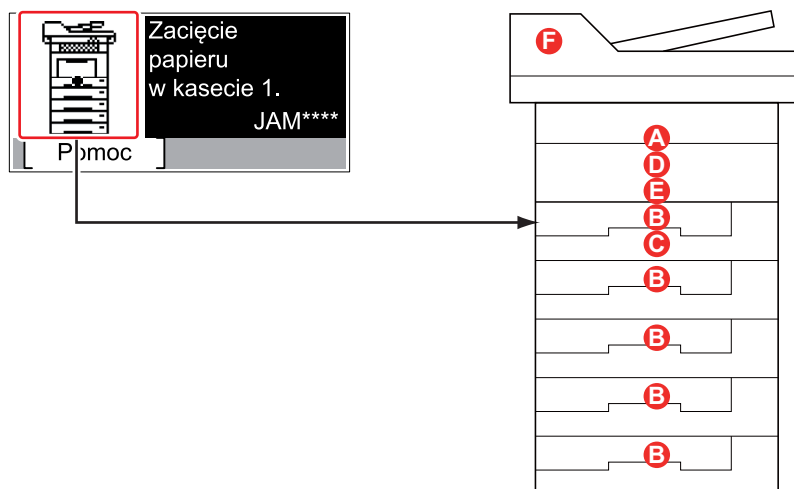 Zacięcie
papieru
w kasecie 1.
JAM****
Pomoc
F
A
D
E
B
C
B
B
B
B